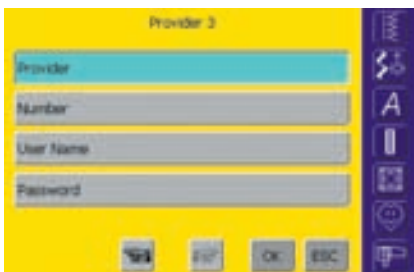 Provider 3
Provider
Number
User Name
Password
OK ESC
A